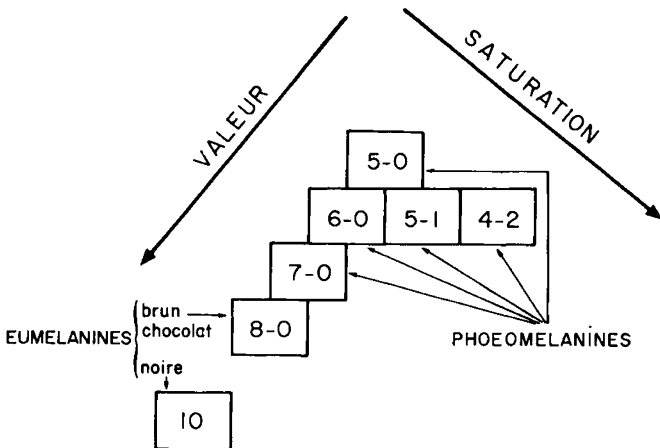 VALEUR
SATURATION
5-0
6-0 5-1 4-2
7-0
8-0
EUMELANINES
brun
chocolat
noire
PHOEOMELANINES
10